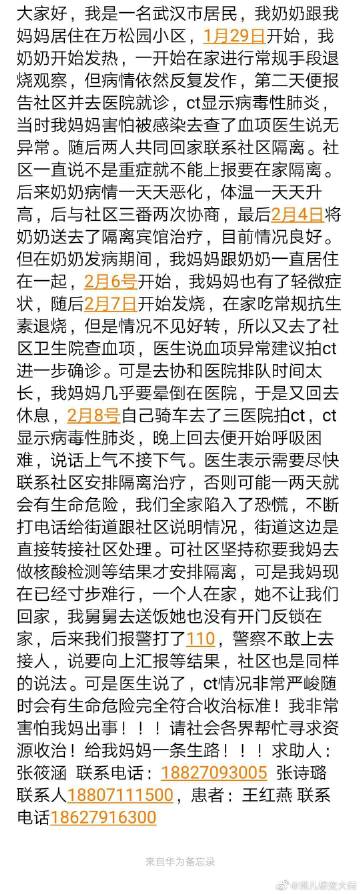 大家好，我是一名武汉市居民，我奶奶跟我
妈妈居住在万松园小区，1月29日开始，我
奶奶开始发热，一开始在家进行常规手段退
烧观察，但病情依然反复发作，第二天便报
告社区并去医院就诊，ct显示病毒性肺炎，
当时我妈妈害怕被感染去查了血项医生说无
异常。随后两人共同回家联系社区隔离。社
区一直说不是重症就不能上报要在家隔离。
后来奶奶病情一天天恶化，体温一天天升
高，后与社区三番两次协商，最后2月4日将
奶奶送去了隔离宾馆治疗，目前情况良好。
但在奶奶发病期间，我妈妈跟奶奶一直居住
在一起，2月6号开始，我妈妈也有了轻微症
状，随后2月7日开始发烧，在家吃常规抗生
素退烧，但是情况不见好转，所以又去了社
区卫生院查血项，医生说血项异常建议拍ct
进一步确诊。可是去协和医院排队时间太
长，我妈妈几乎要晕倒在医院，于是又回去
休息，2月8号自己骑车去了三医院拍ct，ct
显示病毒性肺炎，晚上回去便开始呼吸困
难，说话上气不接下气。医生表示需要尽快
联系社区安排隔离治疗，否则可能一两天就
会有生命危险，我们全家陷入了恐慌，不断
打电话给街道跟社区说明情况，街道这边是
直接转接社区处理。可社区坚持称要我妈去
做核酸检测等结果才安排隔离，可是我妈现
在已经寸步难行，一个人在家，她不让我们
回家，我舅舅去送饭她也没有开门反锁在
家，后来我们报警打了110，警察不敢上去
接人，说要向上汇报等结果，社区也是同样
的说法。可是医生说了，ct情况非常严峻随
时会有生命危险完全符合收治标准！我非常
害怕我妈出事！！！请社会各界帮忙寻求资
源收治！给我妈妈一条生路！！！求助人：
张筱涵 联系电话：18827093005 张诗璐
联系人18807111500，患者：王红燕 联系
电话18627916300
来自华为备忘录